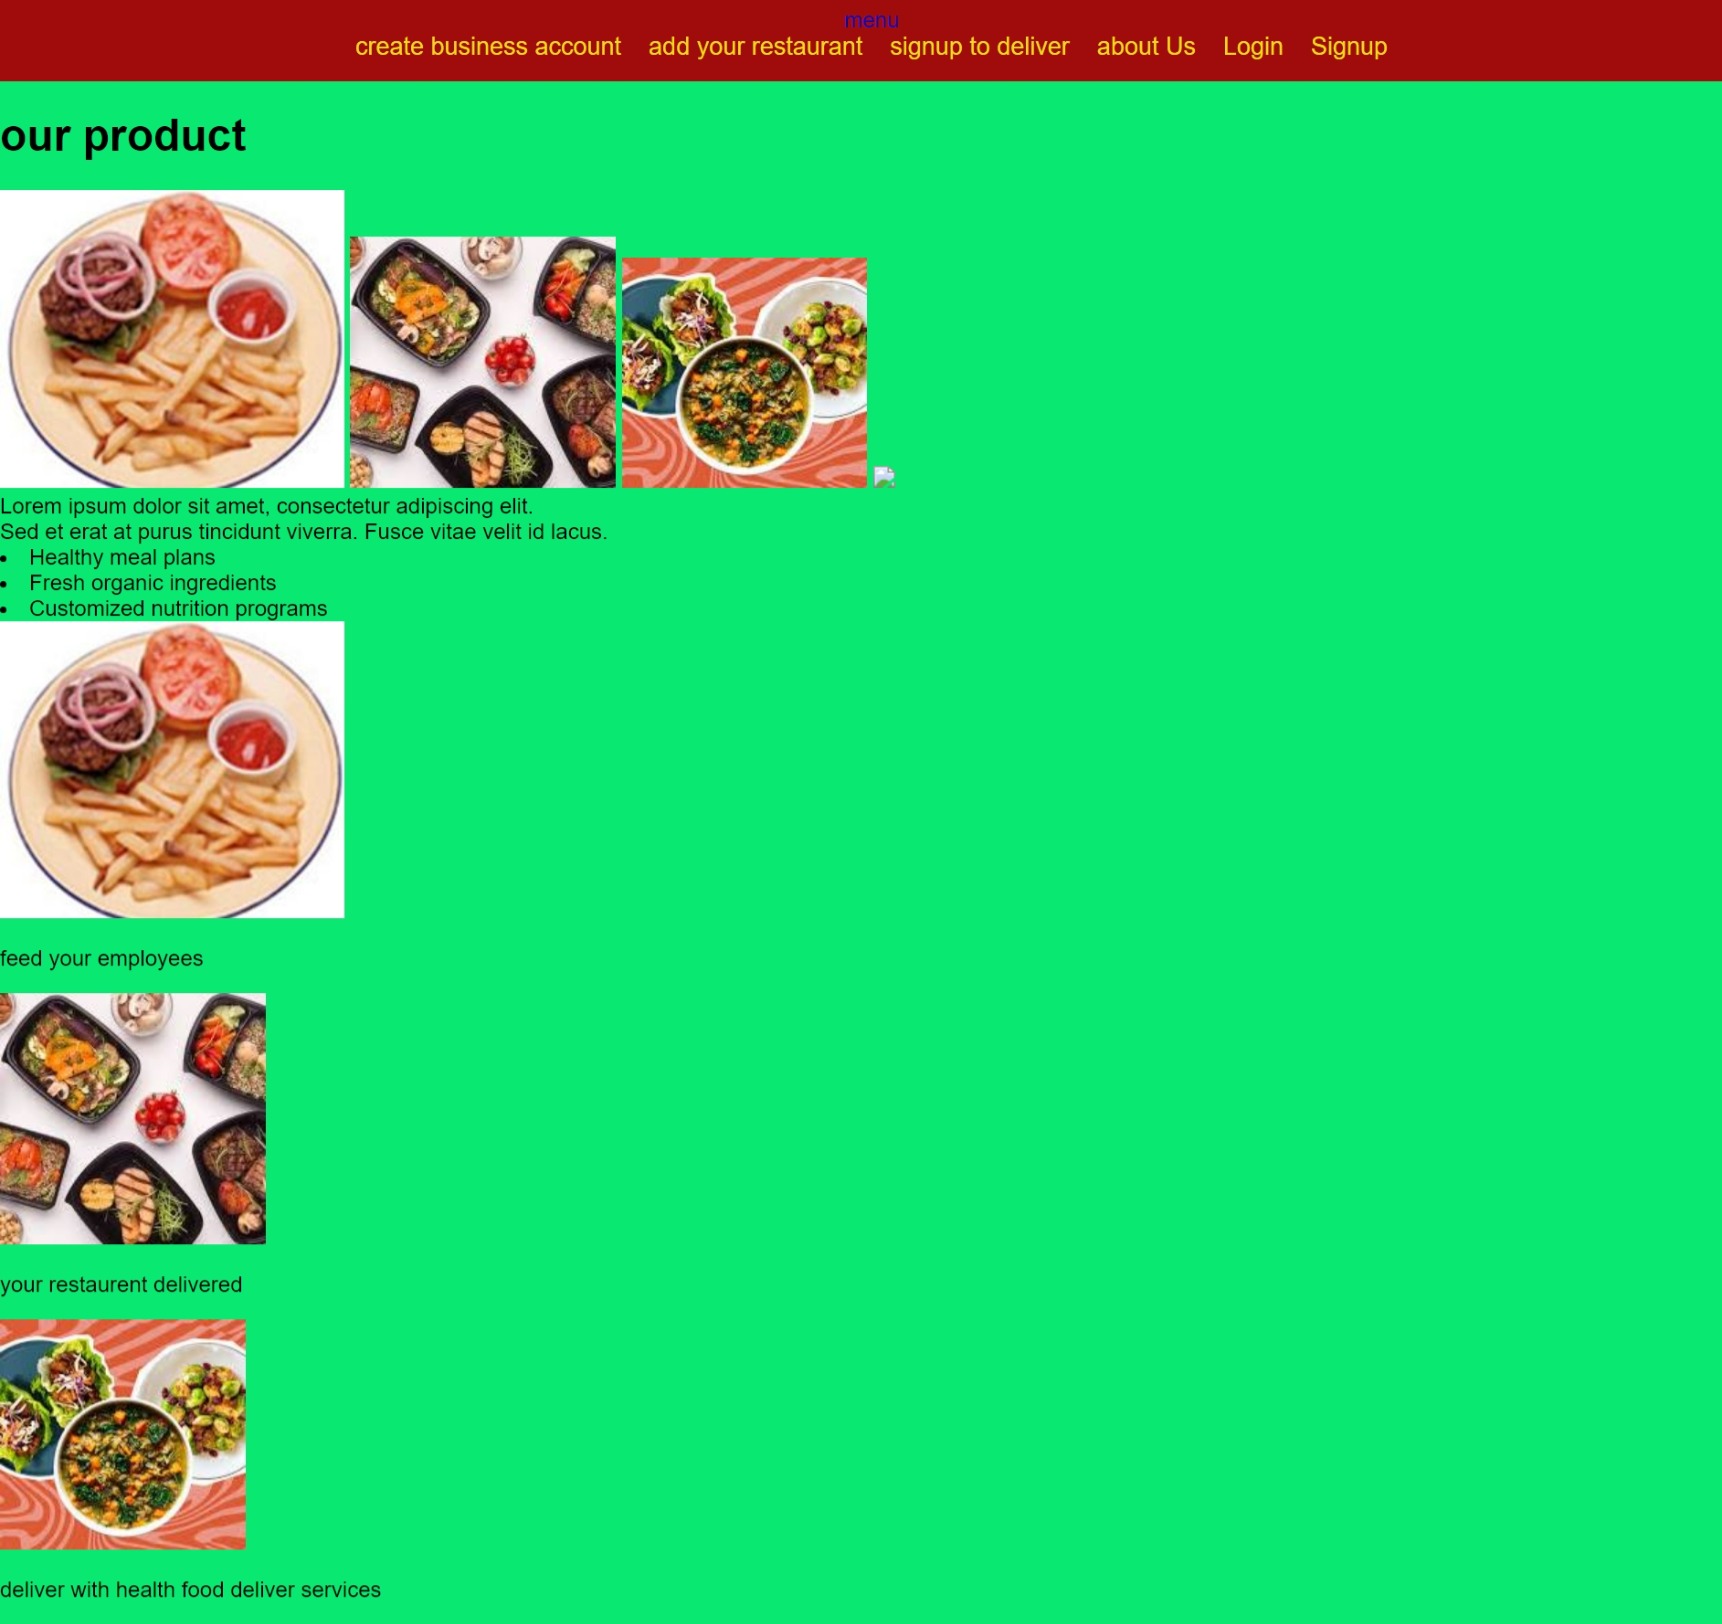 menu
create business account add your restaurant signup to deliver about Us Login Signup
our product
Lorem ipsum dolor sit amet, consectetur adipiscing elit.
Sed et erat at purus tincidunt viverra. Fusce vitae velit id lacus.
• Healthy meal plans
• Fresh organic ingredients
• Customized nutrition programs
feed your employees
your restaurent delivered
deliver with health food deliver services